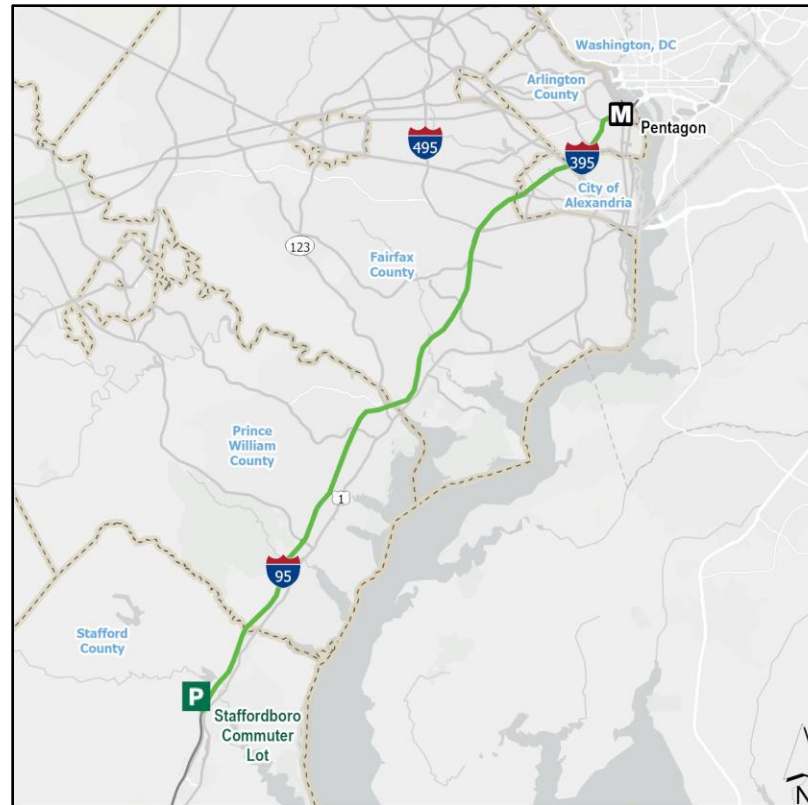 Washington, DC
Arlington
County
M
Pentagon
495
395
City of
Alexandria
123
Fairfax
County
Prince
William
County
1
95
Stafford
County
P
Staffordboro
Commuter
Lot
N